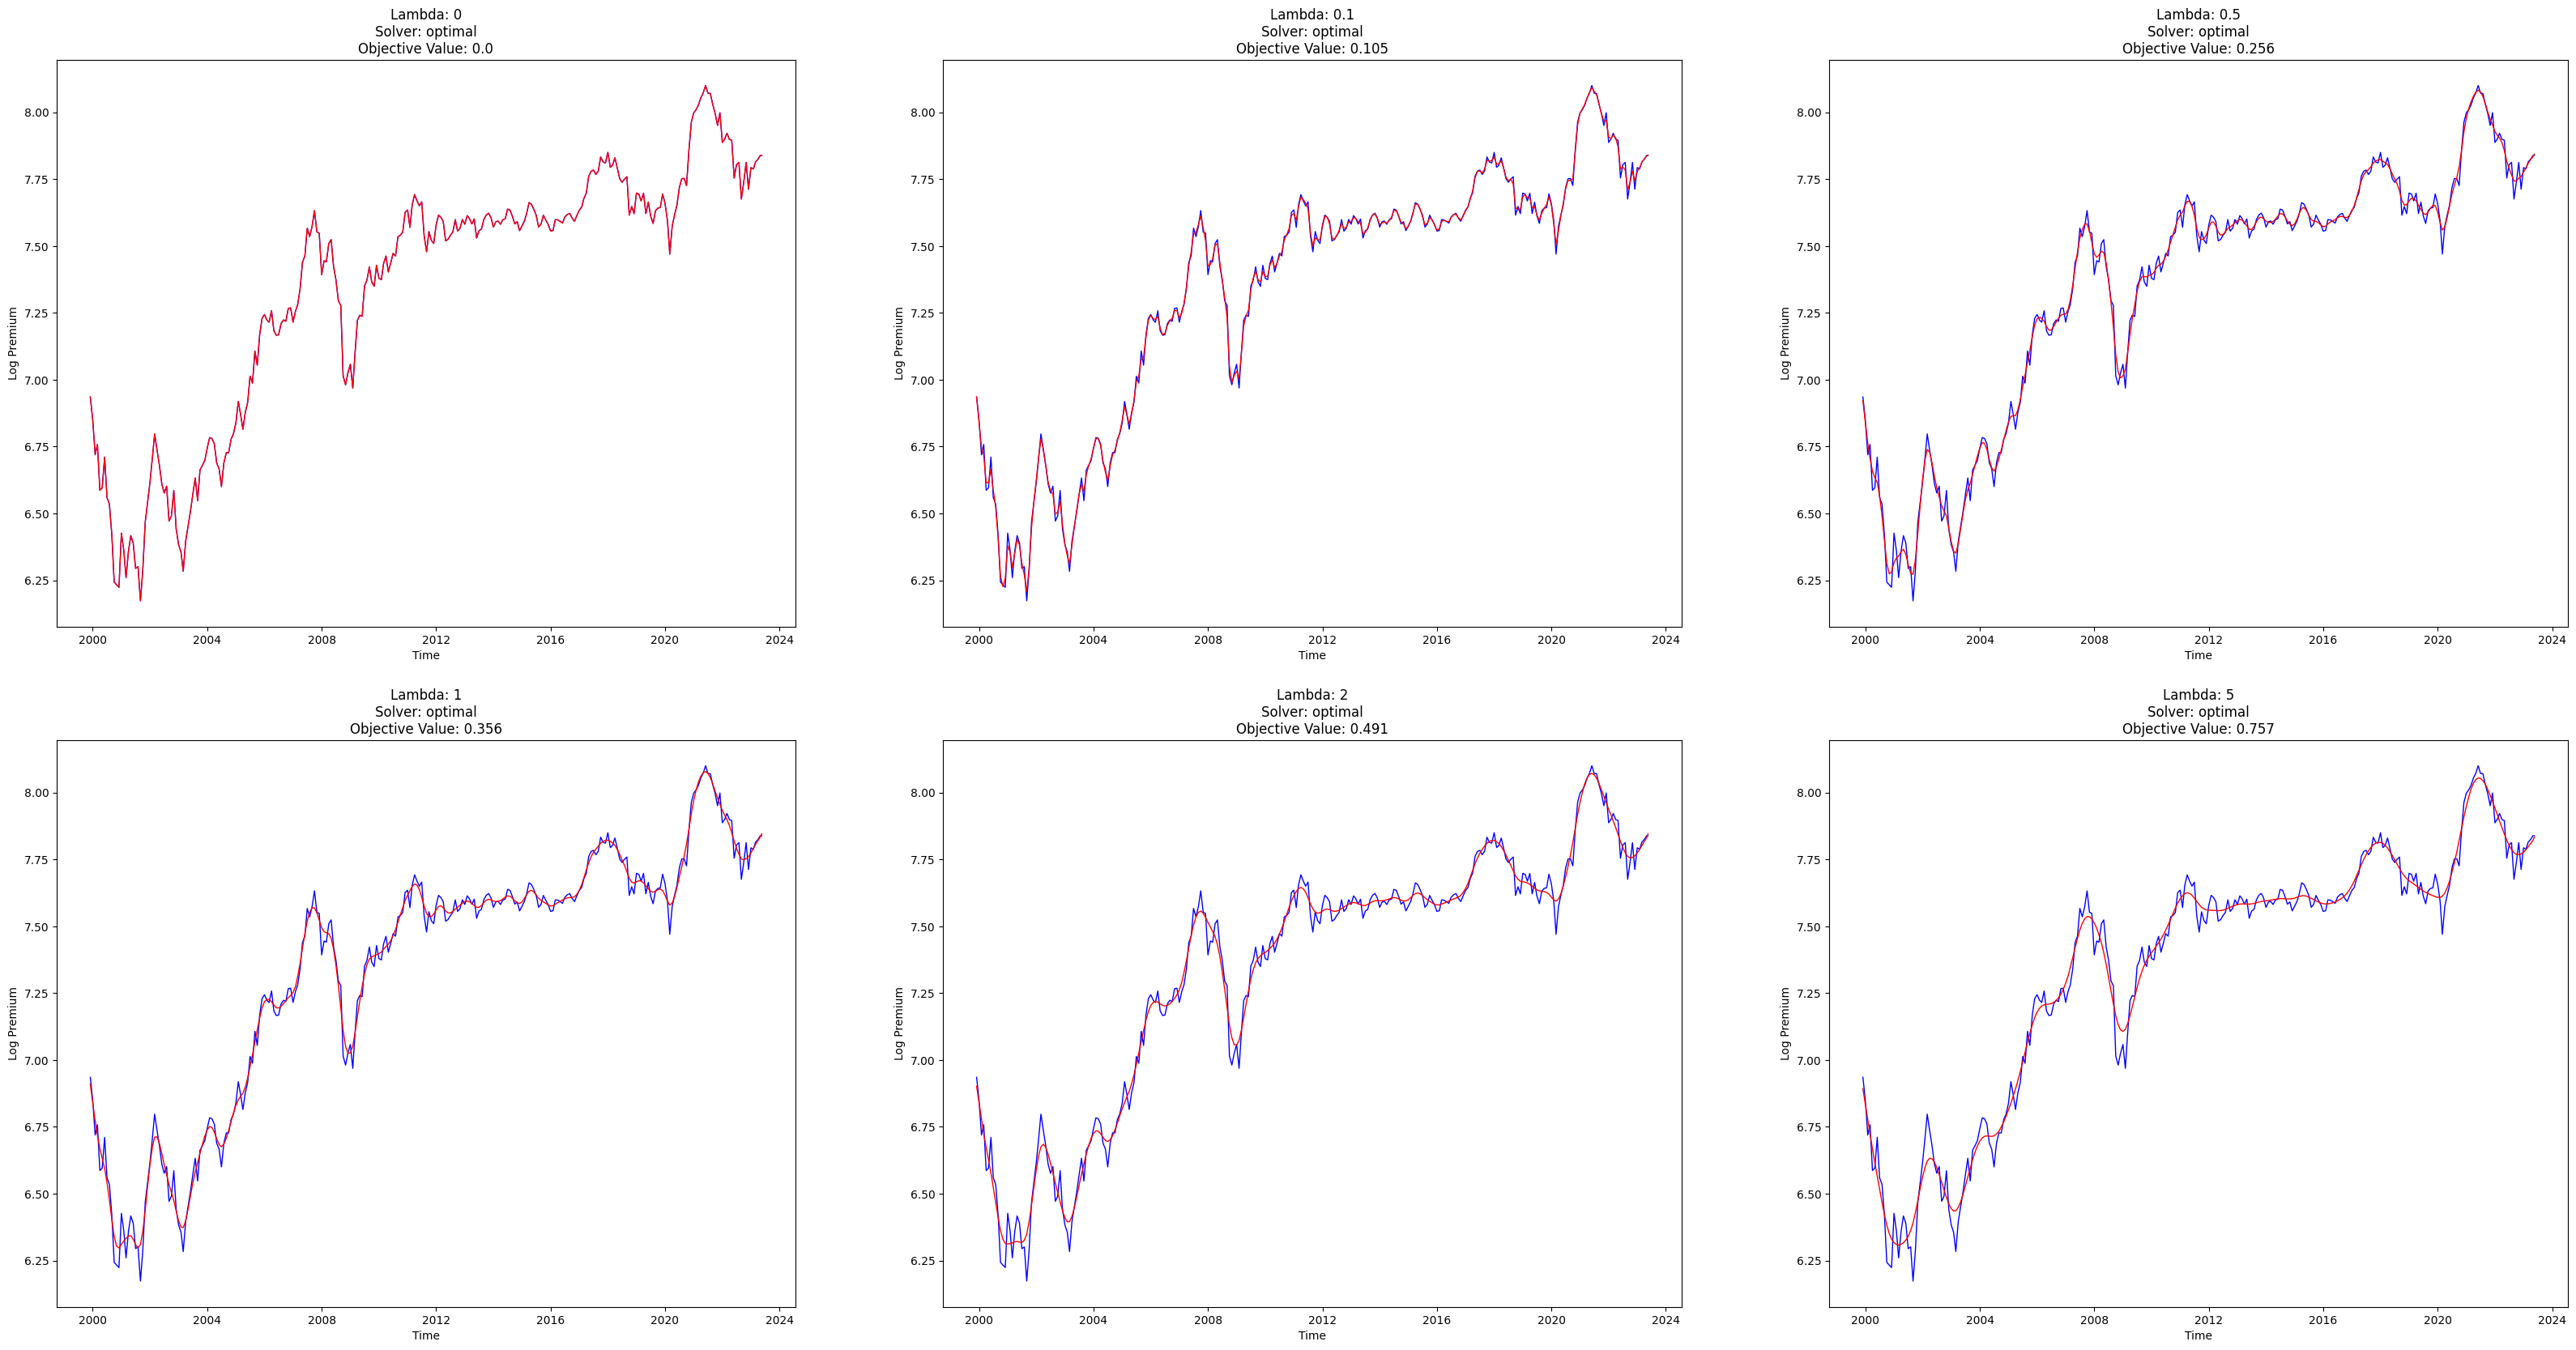 Lambda: 0
Solver: optimal
Objective Value: 0.0
Log Premium
8.00
7.75
7.50
7.25
7.00
6.75
6.50
6.25
2000 2004 2008 2012 2016 2020 2024
Time
Lambda: 0.1
Solver: optimal
Objective Value: 0.105
Log Premium
8.00
7.75
7.50
7.25
7.00
6.75
6.50
6.25
2000 2004 2008 2012 2016 2020 2024
Time
Lambda: 0.5
Solver: optimal
Objective Value: 0.256
Log Premium
8.00
7.75
7.50
7.25
7.00
6.75
6.50
6.25
2000 2004 2008 2012 2016 2020 2024
Time
Lambda: 1
Solver: optimal
Objective Value: 0.356
Log Premium
8.00
7.75
7.50
7.25
7.00
6.75
6.50
6.25
2000 2004 2008 2012 2016 2020 2024
Time
Lambda: 2
Solver: optimal
Objective Value: 0.491
Log Premium
8.00
7.75
7.50
7.25
7.00
6.75
6.50
6.25
2000 2004 2008 2012 2016 2020 2024
Time
Lambda: 5
Solver: optimal
Objective Value: 0.757
Log Premium
8.00
7.75
7.50
7.25
7.00
6.75
6.50
6.25
2000 2004 2008 2012 2016 2020 2024
Time